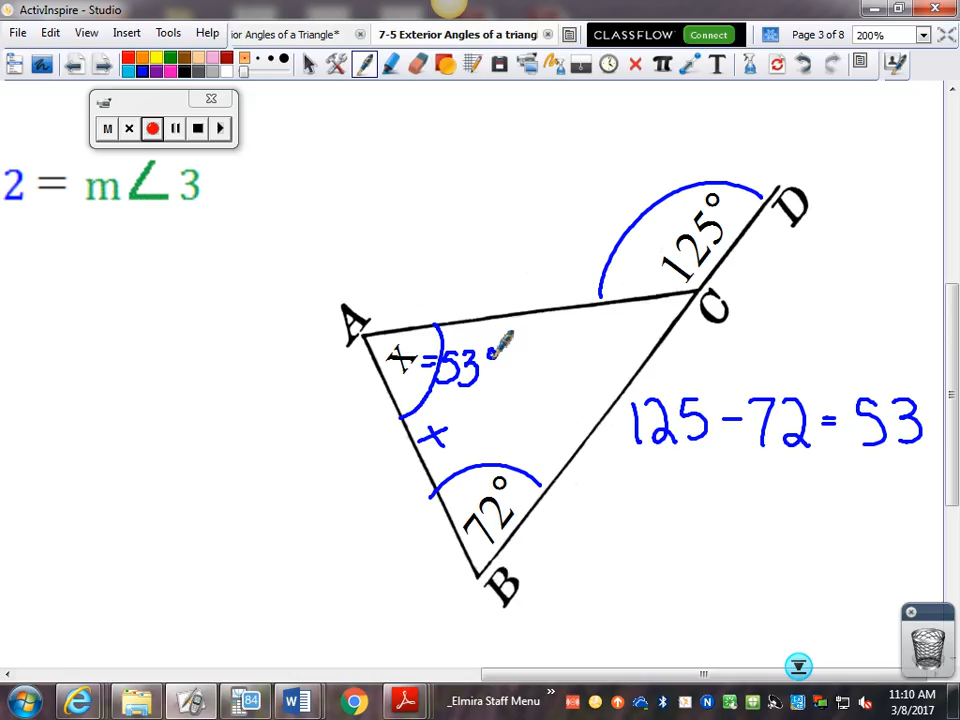 ActivInspire - Studio
File Edit View Insert Tools Help
ior Angles of a Triangle*
7-5 Exterior Angles of a triang
CLASSFLOW Connect
Page 3 of 8
200%
M
2 = m∠3
125°
D
A
C
x = 53°
+
125 - 72 = 53
72°
B
84
_Elmira Staff Menu
»
11:10 AM
3/8/2017